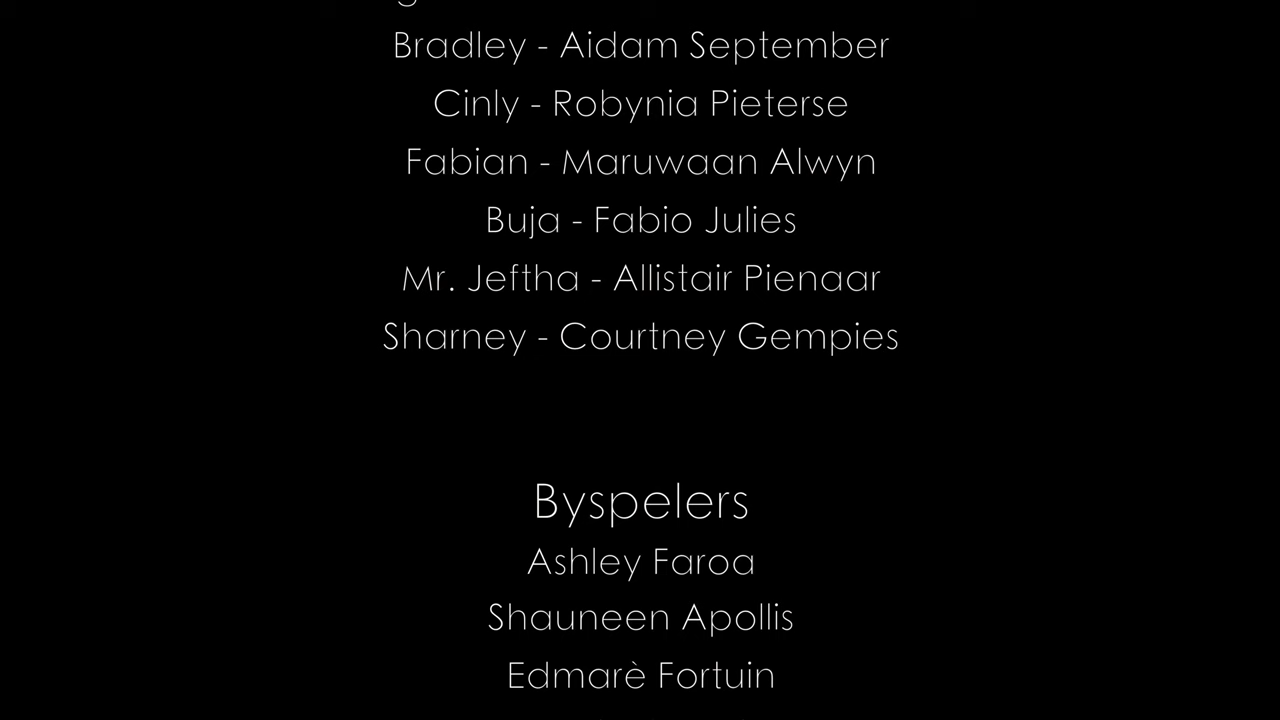 Bradley - Aidam September
Cinly - Robynia Pieterse
Fabian - Maruwaan Alwyn
Buja - Fabio Julies
Mr. Jeftha - Allistair Pienaar
Sharney - Courtney Gempies
Byspelers
Ashley Faroa
Shauneen Apollis
Edmarè Fortuin